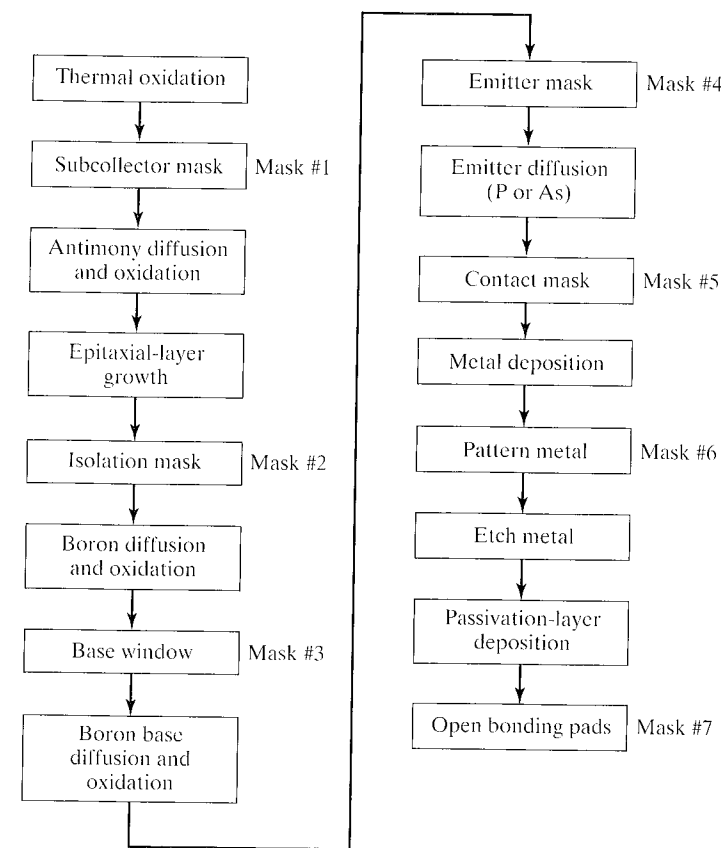 Thermal oxidation
Subcollector mask Mask #1
Antimony diffusion
and oxidation
Epitaxial-layer
growth
Isolation mask Mask #2
Boron diffusion
and oxidation
Base window Mask #3
Boron base
diffusion and
oxidation
Emitter mask Mask #4
Emitter diffusion
(P or As)
Contact mask Mask #5
Metal deposition
Pattern metal Mask #6
Etch metal
Passivation-layer
deposition
Open bonding pads Mask #7